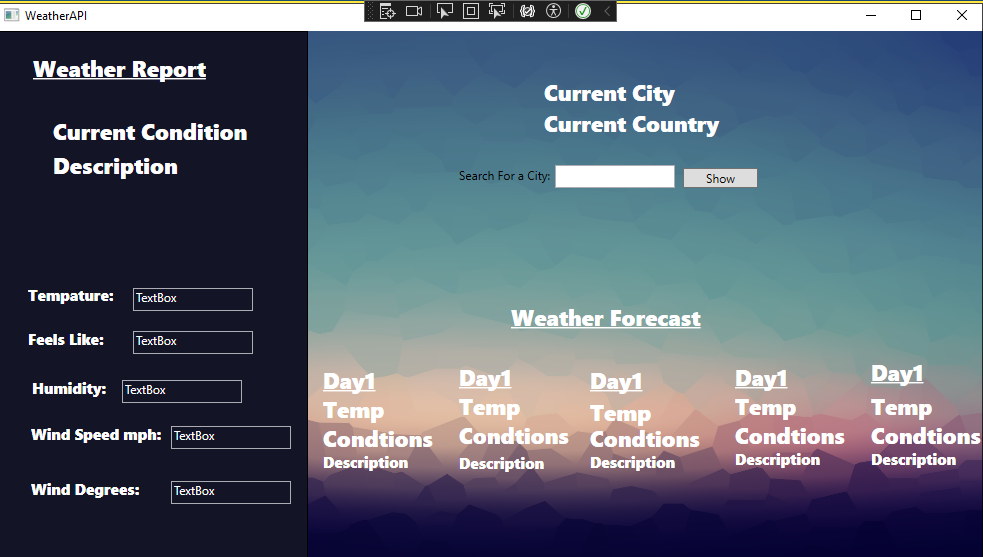 WeatherAPI
Weather Report
Current Condition
Description
Tempature: TextBox
Feels Like: TextBox
Humidity: TextBox
Wind Speed mph: TextBox
Wind Degrees: TextBox
Current City
Current Country
Search For a City: Show
Weather Forecast
Day1 Day1 Day1 Day1 Day1
Temp Temp Temp Temp Temp
Condtions Condtions Condtions Condtions Condtions
Description Description Description Description Description